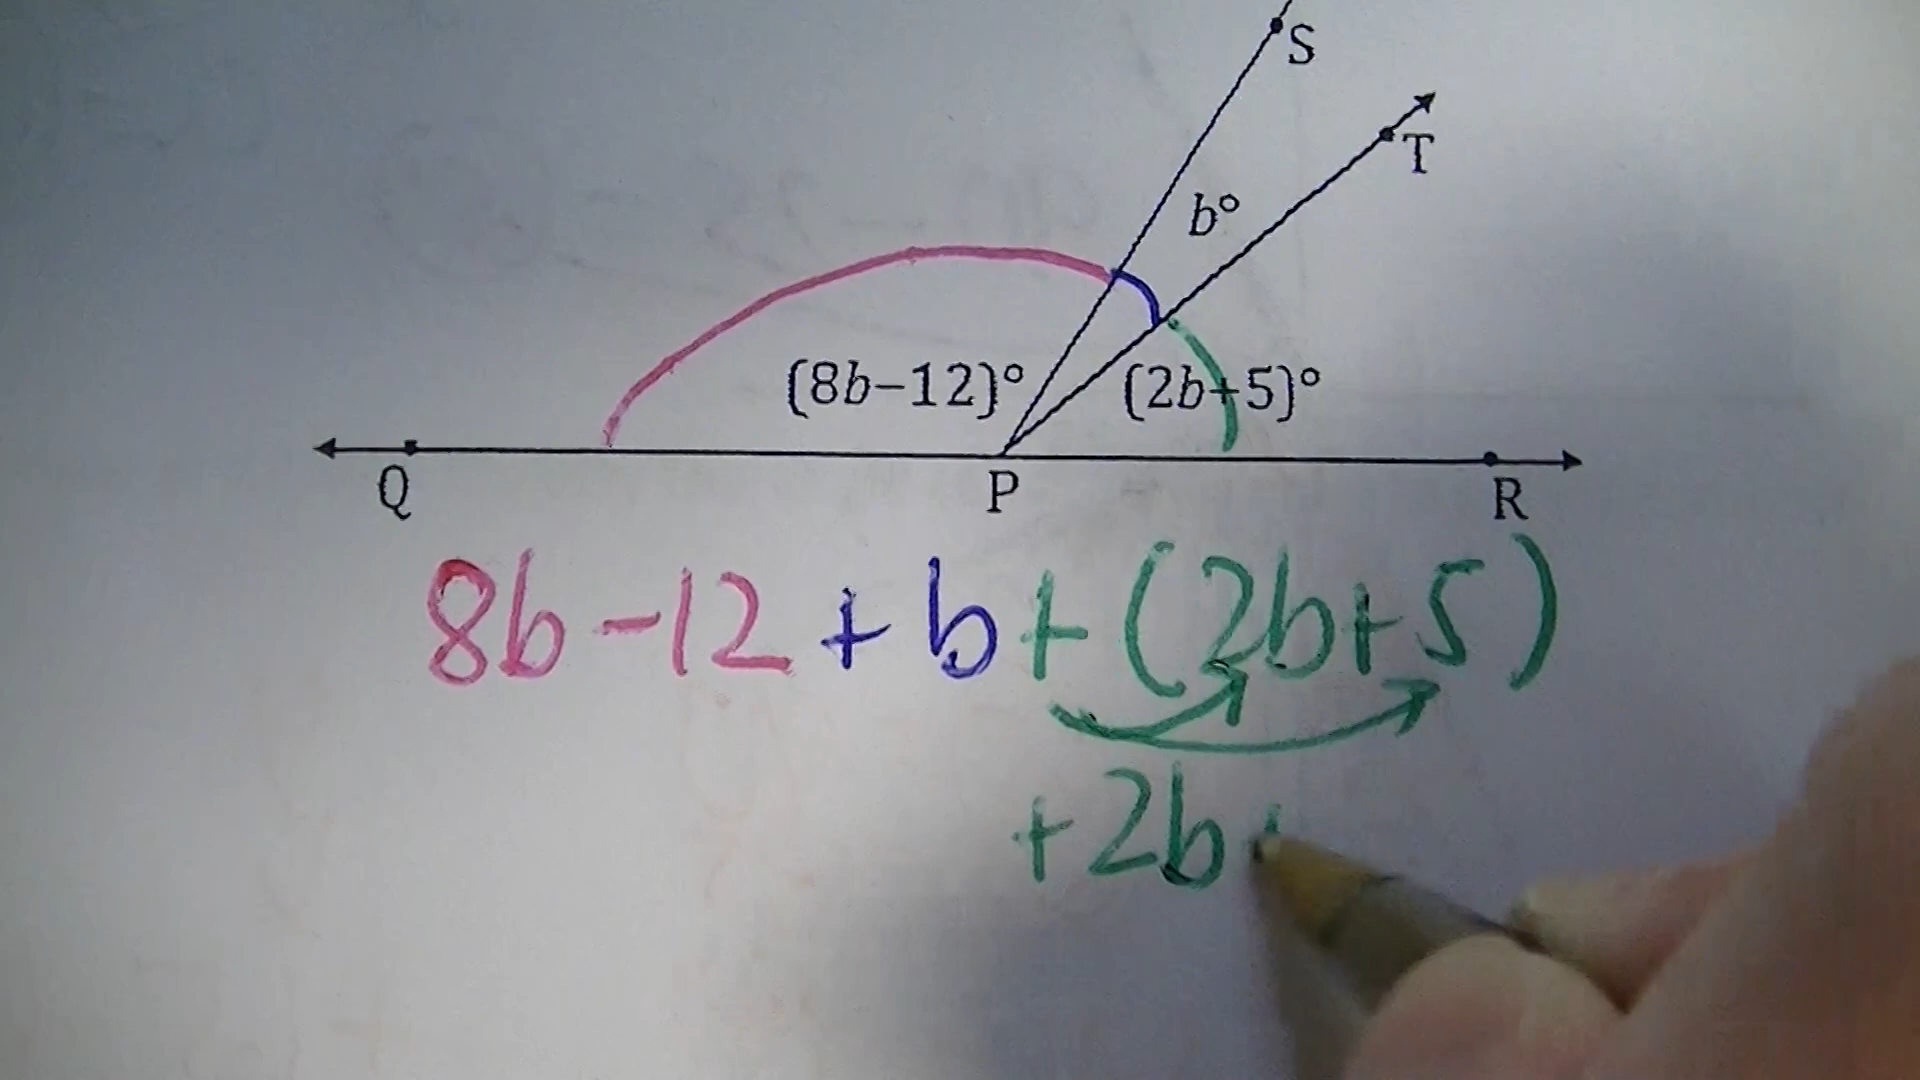 S
T
b°
(8b–12)° (2b+5)°
Q P R
8b-12 + b + (2b+5)
+2b+